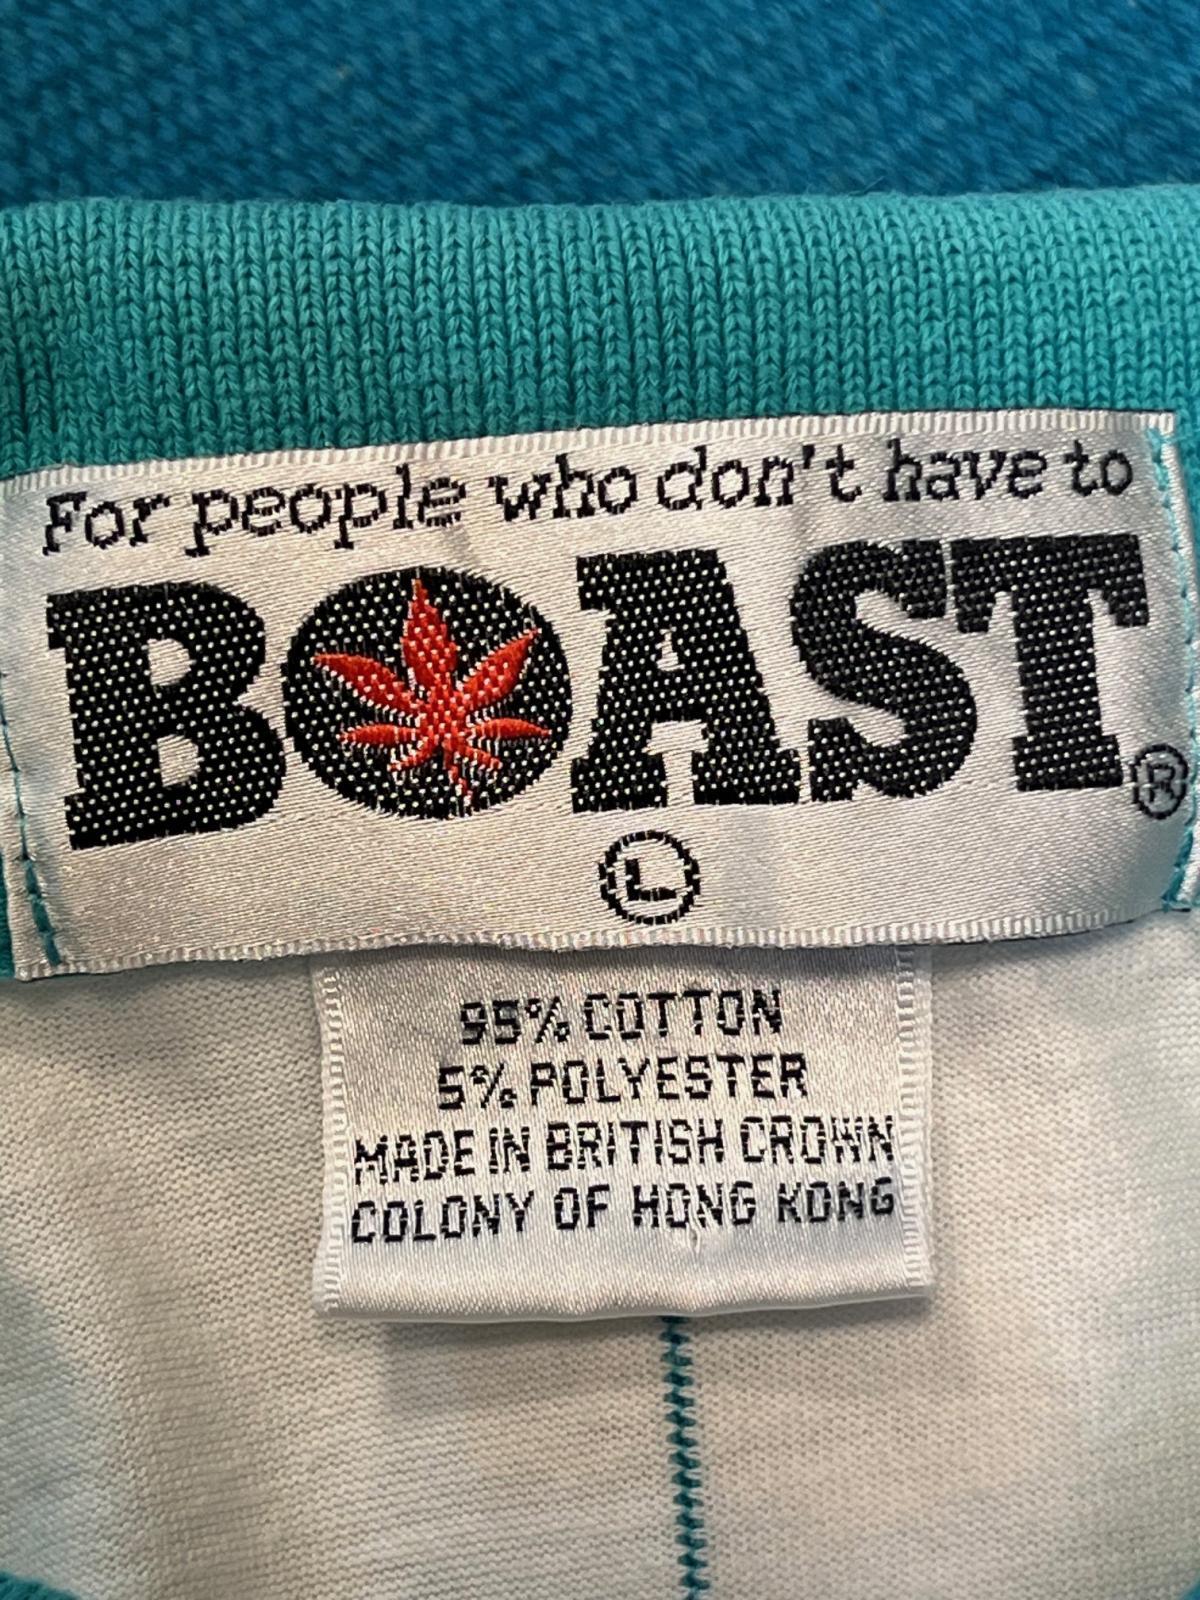 For people who don't have to
BOAST®
L
95% COTTON
5% POLYESTER
MADE IN BRITISH CROWN
COLONY OF HONG KONG